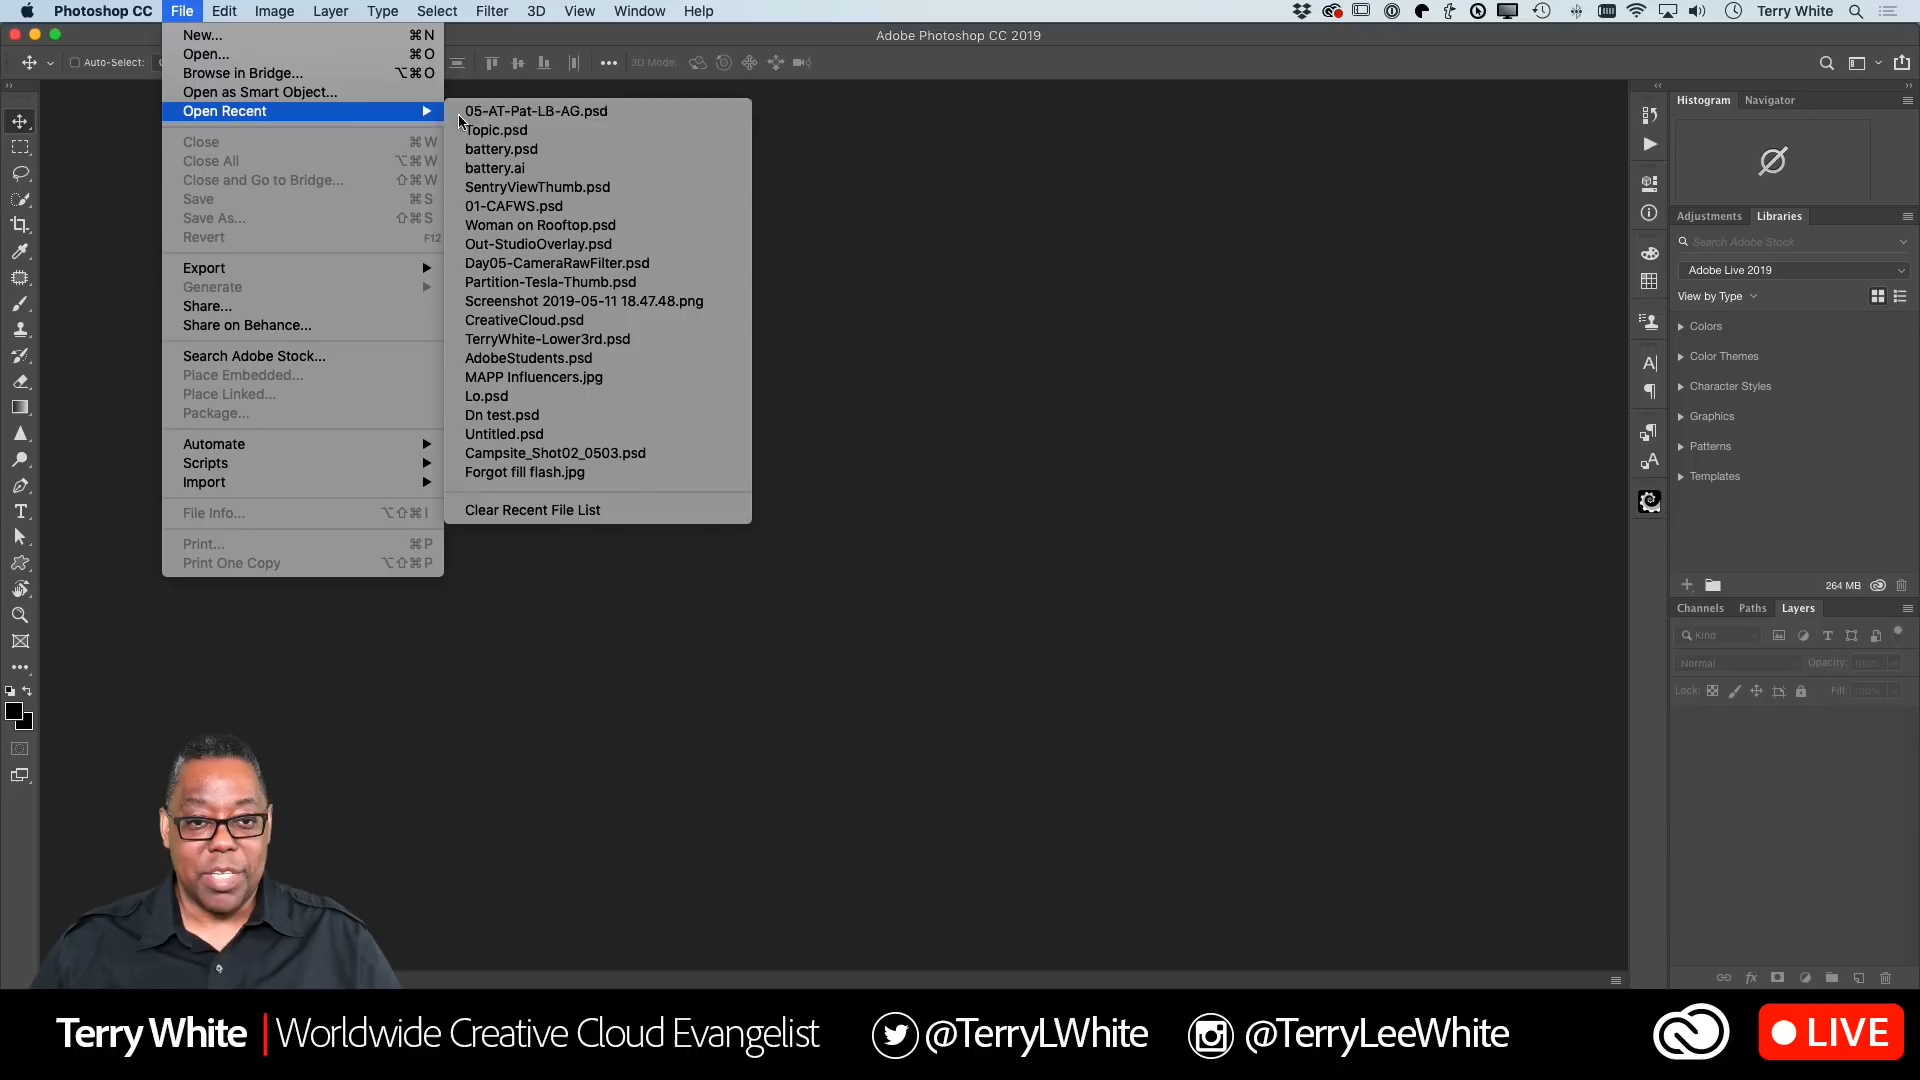 Photoshop CC File Edit Image Layer Type Select Filter 3D View Window Help Terry White
Adobe Photoshop CC 2019
Auto-Select: 3D Mode:
New... ⌘N
Open... ⌘O
Browse in Bridge... ⌥⌘O
Open as Smart Object...
Open Recent
Close ⌘W
Close All ⌥⌘W
Close and Go to Bridge... ⇧⌘W
Save ⌘S
Save As... ⇧⌘S
Revert F12
Export
Generate
Share...
Share on Behance...
Search Adobe Stock...
Place Embedded...
Place Linked...
Package...
Automate
Scripts
Import
File Info... ⌥⇧⌘I
Print... ⌘P
Print One Copy ⌥⇧⌘P
05-AT-Pat-LB-AG.psd
Topic.psd
battery.psd
battery.ai
SentryViewThumb.psd
01-CAFWS.psd
Woman on Rooftop.psd
Out-StudioOverlay.psd
Day05-CameraRawFilter.psd
Partition-Tesla-Thumb.psd
Screenshot 2019-05-11 18.47.48.png
CreativeCloud.psd
TerryWhite-Lower3rd.psd
AdobeStudents.psd
MAPP Influencers.jpg
Lo.psd
Dn test.psd
Untitled.psd
Campsite_Shot02_0503.psd
Forgot fill flash.jpg
Clear Recent File List
Histogram Navigator
Adjustments Libraries
Search Adobe Stock
Adobe Live 2019
View by Type
Colors
Color Themes
Character Styles
Graphics
Patterns
Templates
264 MB
Channels Paths Layers
Kind
Normal Opacity: 100%
Lock: Fill: 100%
Terry White | Worldwide Creative Cloud Evangelist @TerryLWhite @TerryLeeWhite LIVE